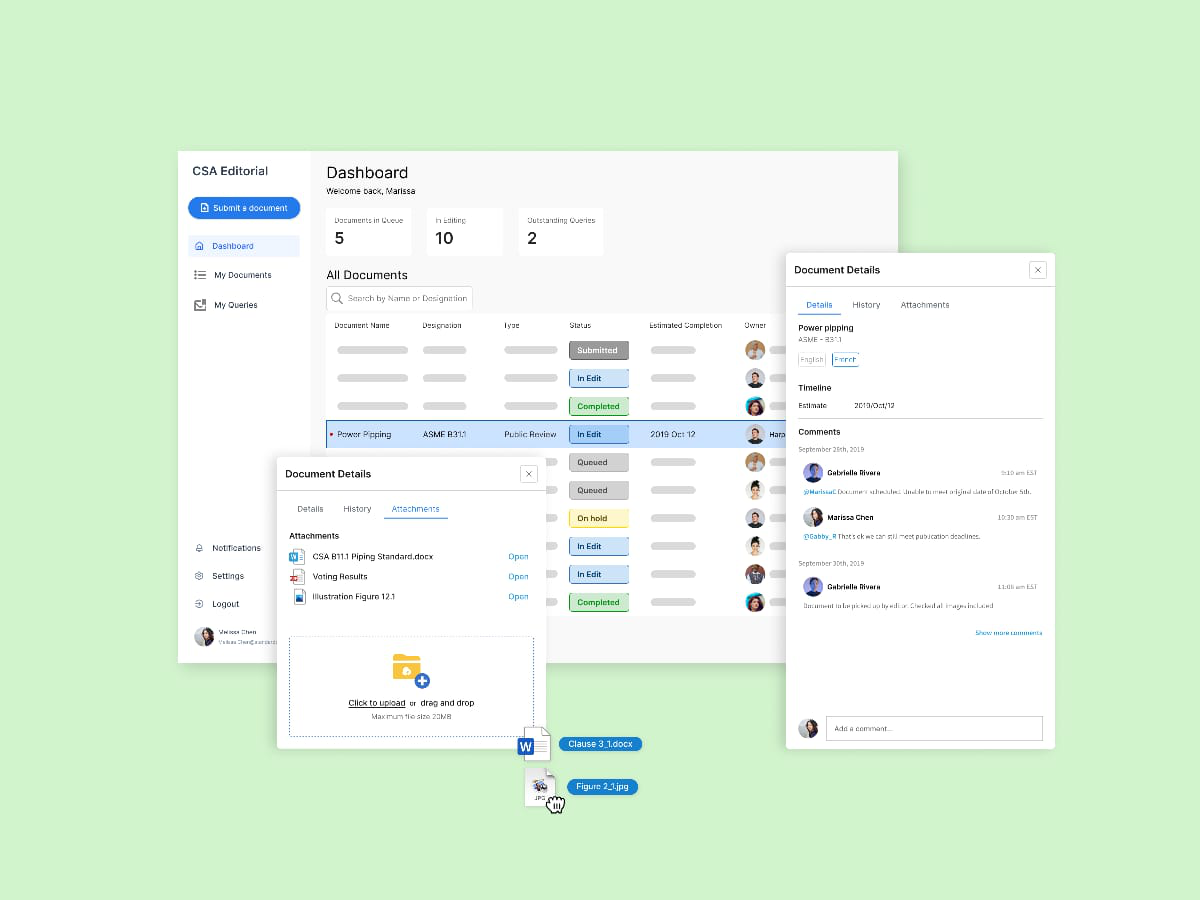 CSA Editorial
Submit a document
Dashboard
My Documents
My Queries
Notifications
Settings
Logout
Melissa Chen
Dashboard
Welcome back, Marissa
Documents in Queue
5
In Editing
10
Outstanding Queries
2
All Documents
Search by Name or Designation
Document Name Designation Type Status Estimated Completion Owner
Submitted
In Edit
Completed
Power Pipping ASME B31.1 Public Review In Edit 2019 Oct 12 Harp
Queued
Queued
On hold
In Edit
In Edit
Completed
Document Details
Details History Attachments
Attachments
CSA B11.1 Piping Standard.docx Open
Voting Results Open
Illustration Figure 12.1 Open
Click to upload or drag and drop
Maximum file size 20MB
W Clause 3_1.docx
JPG Figure 2_1.jpg
Document Details
Details History Attachments
Power pipping
ASME - B31.1
English French
Timeline
Estimate 2019/Oct/12
Comments
September 29th, 2019
Gabrielle Rivera 9:19 am EST
@MarissaC Document scheduled. Unable to meet original date of October 5th.
Marissa Chen 10:39 am EST
@Gabby_R That's ok we can still meet publication deadlines.
September 30th, 2019
Gabrielle Rivera 11:08 am EST
Document to be picked up by editor. Checked all images included
Show more comments
Add a comment...